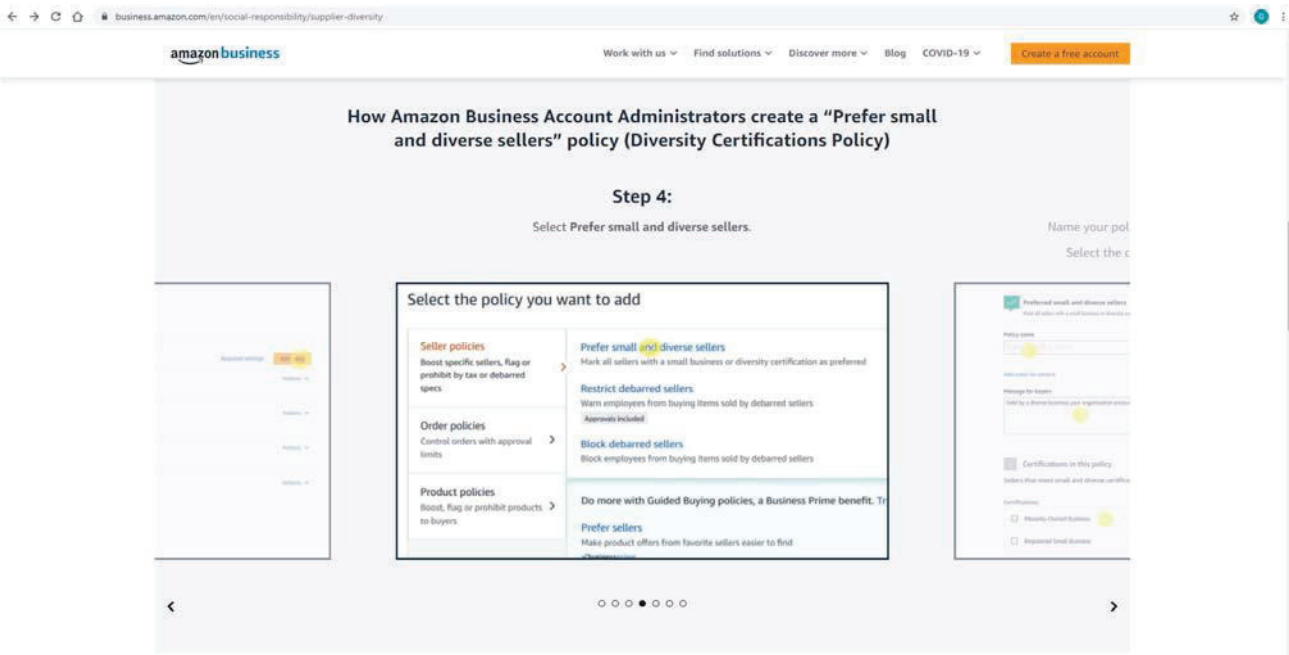 business.amazon.com/en/social-responsibility/supplier-diversity
G
amazon business
Work with us
Find solutions
Discover more
Blog
COVID-19
Create a free account
How Amazon Business Account Administrators create a “Prefer small
and diverse sellers” policy (Diversity Certifications Policy)
Step 4:
Select Prefer small and diverse sellers.
Select the policy you want to add
Seller policies
Boost specific sellers, flag or
prohibit by tax or debarred
specs
Order policies
Control orders with approval
limits
Product policies
Boost, flag or prohibit products
to buyers
Prefer small and diverse sellers
Mark all sellers with a small business or diversity certification as preferred
Restrict debarred sellers
Warn employees from buying items sold by debarred sellers
Approvals included
Block debarred sellers
Block employees from buying items sold by debarred sellers
Do more with Guided Buying policies, a Business Prime benefit. Tr
Prefer sellers
Make product offers from favorite sellers easier to find
Name your pol
Select the c
Preferred small and diverse sellers
Policy name
Message for buyers
Certifications in this policy
Certifications
Minority-Owned Business